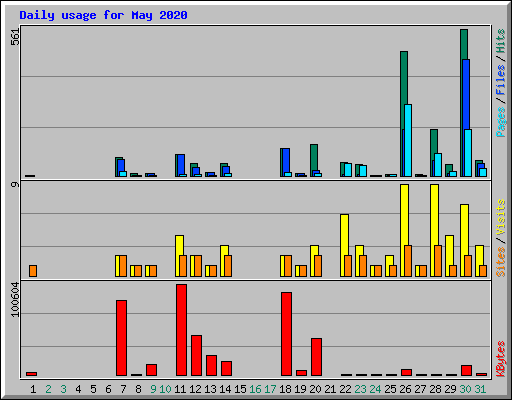 Daily usage for May 2020
561
Pages / Files / Hits
9
Sites / Visits
100604
KBytes
1 2 3 4 5 6 7 8 9 10 11 12 13 14 15 16 17 18 19 20 21 22 23 24 25 26 27 28 29 30 31